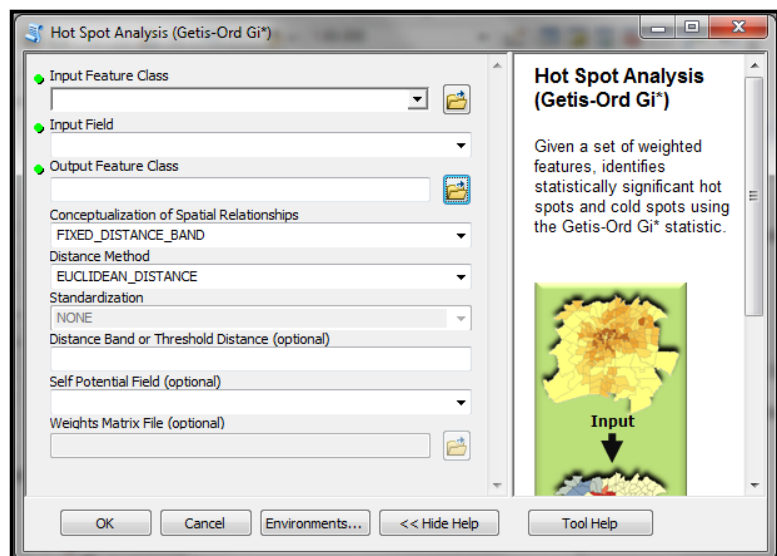 Hot Spot Analysis (Getis-Ord Gi*)
Input Feature Class
Input Field
Output Feature Class
Conceptualization of Spatial Relationships
FIXED_DISTANCE_BAND
Distance Method
EUCLIDEAN_DISTANCE
Standardization
NONE
Distance Band or Threshold Distance (optional)
Self Potential Field (optional)
Weights Matrix File (optional)
OK
Cancel
Environments...
<< Hide Help
Tool Help
Hot Spot Analysis
(Getis-Ord Gi*)
Given a set of weighted
features, identifies
statistically significant hot
spots and cold spots using
the Getis-Ord Gi* statistic.
Input